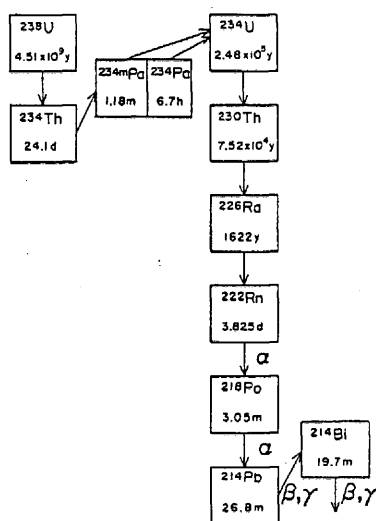 238U
4.51x10⁹y
234Th
24.1d
234mPa
1.18m
234Pa
6.7h
234U
2.48x10⁵y
230Th
7.52x10⁴y
226Ra
1622y
222Rn
3.825d
α
218Po
3.05m
α
214Pb
26.8m
β,γ
214Bi
19.7m
β,γ